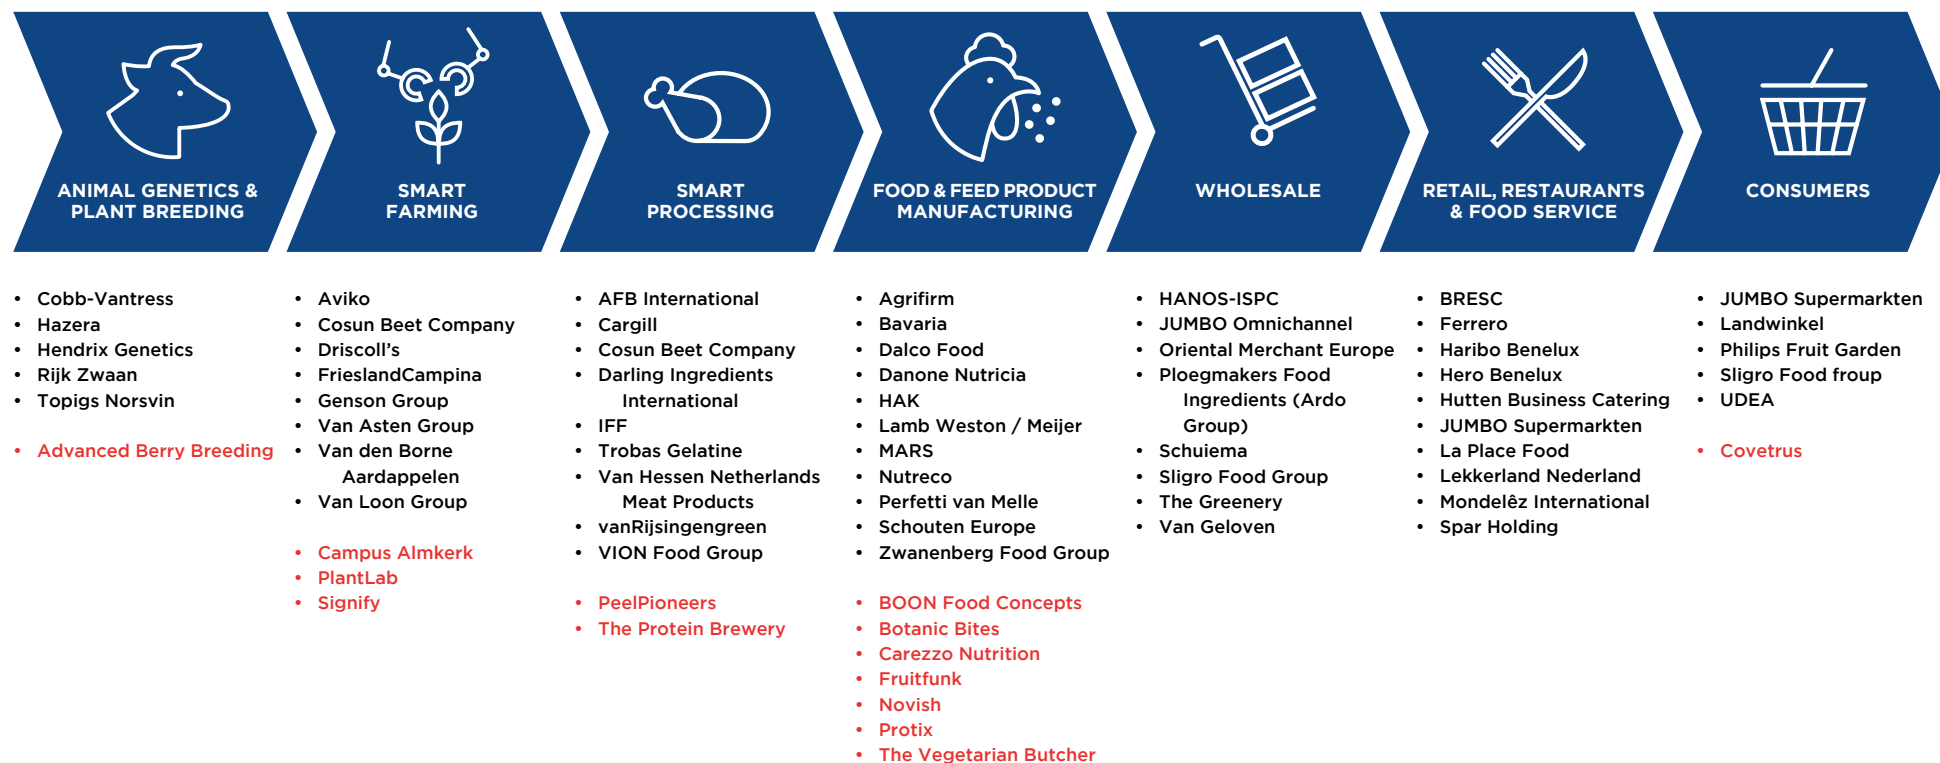 ANIMAL GENETICS &
PLANT BREEDING
SMART
FARMING
SMART
PROCESSING
FOOD & FEED PRODUCT
MANUFACTURING
WHOLESALE
RETAIL, RESTAURANTS
& FOOD SERVICE
CONSUMERS
• Cobb-Vantress
• Hazera
• Hendrix Genetics
• Rijk Zwaan
• Topigs Norsvin
• Advanced Berry Breeding
• Aviko
• Cosun Beet Company
• Driscoll's
• FrieslandCampina
• Genson Group
• Van Asten Group
• Van den Borne
Aardappelen
• Van Loon Group
• Campus Almkerk
• PlantLab
• Signify
• AFB International
• Cargill
• Cosun Beet Company
• Darling Ingredients
International
• IFF
• Trobas Gelatine
• Van Hessen Netherlands
Meat Products
• vanRijsingengreen
• VION Food Group
• PeelPioneers
• The Protein Brewery
• Agrifirm
• Bavaria
• Dalco Food
• Danone Nutricia
• HAK
• Lamb Weston / Meijer
• MARS
• Nutreco
• Perfetti van Melle
• Schouten Europe
• Zwanenberg Food Group
• BOON Food Concepts
• Botanic Bites
• Carezzo Nutrition
• Fruitfunk
• Novish
• Protix
• The Vegetarian Butcher
• HANOS-ISPC
• JUMBO Omnichannel
• Oriental Merchant Europe
• Ploegmakers Food
Ingredients (Ardo
Group)
• Schuiema
• Sligro Food Group
• The Greenery
• Van Geloven
• BRESC
• Ferrero
• Haribo Benelux
• Hero Benelux
• Hutten Business Catering
• JUMBO Supermarkten
• La Place Food
• Lekkerland Nederland
• Mondelêz International
• Spar Holding
• JUMBO Supermarkten
• Landwinkel
• Philips Fruit Garden
• Sligro Food froup
• UDEA
• Covetrus